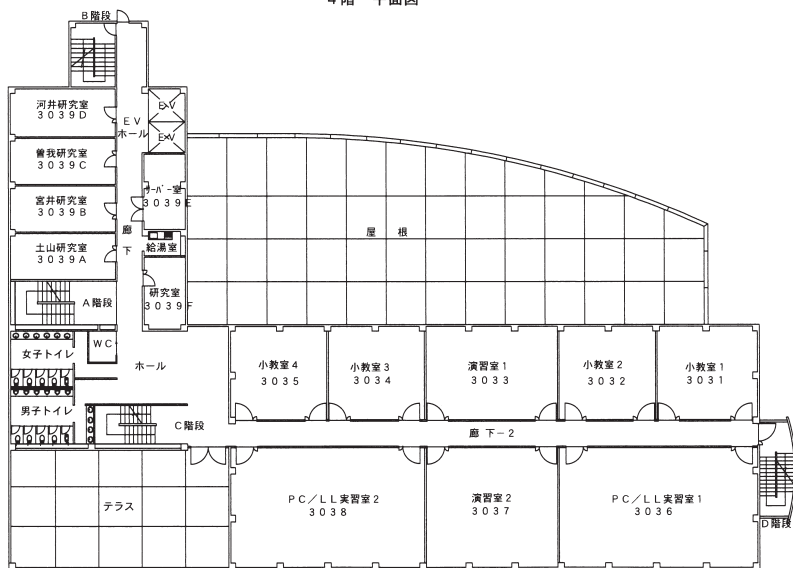 4階 平面図
B階段
河井研究室
3039D
EV
ホール
EV
EV
曽我研究室
3039C
サーバー室
3039E
宮井研究室
3039B
廊
下
屋 根
給湯室
土山研究室
3039A
研究室
3039F
A階段
WC
女子トイレ
ホール
小教室4
3035
小教室3
3034
演習室1
3033
小教室2
3032
小教室1
3031
男子トイレ
C階段
廊 下-2
テラス
PC/LL実習室2
3038
演習室2
3037
PC/LL実習室1
3036
D階段